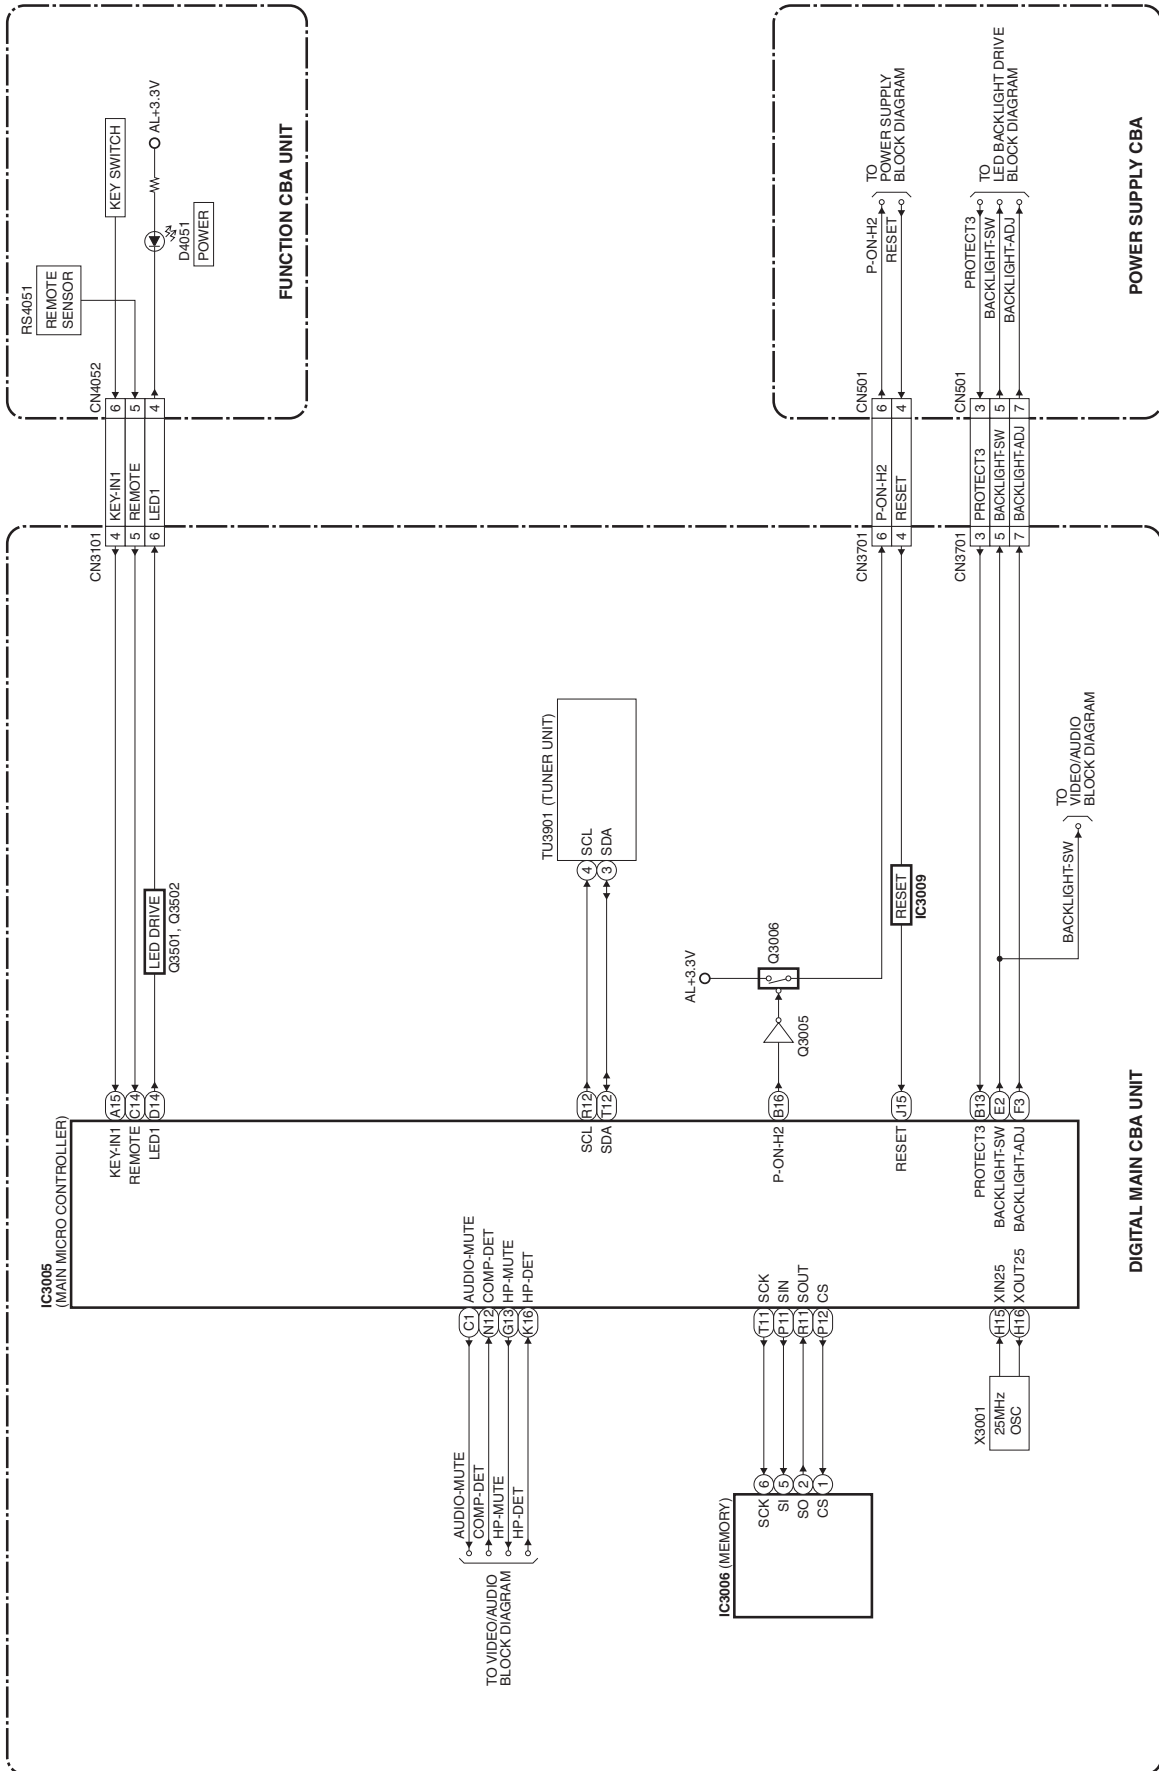 IC3005
(MAIN MICRO CONTROLLER)
AUDIO-MUTE
COMP-DET
HP-MUTE
HP-DET
TO VIDEO/AUDIO
BLOCK DIAGRAM
C1 AUDIO-MUTE
N12 COMP-DET
G13 HP-MUTE
K16 HP-DET
IC3006 (MEMORY)
SCK 6
SI 5
SO 2
CS 1
T11 SCK
P11 SIN
R11 SOUT
P12 CS
X3001
25MHz
OSC
H15 XIN25
H16 XOUT25
KEY-IN1 A15
REMOTE C14
LED1 D14
SCL R12
SDA T12
P-ON-H2 B16
RESET J15
PROTECT3 B13
BACKLIGHT-SW E2
BACKLIGHT-ADJ F3
LED DRIVE
Q3501, Q3502
TU3901 (TUNER UNIT)
4 SCL
3 SDA
AL+3.3V
Q3006
Q3005
RESET
IC3009
BACKLIGHT-SW
TO
VIDEO/AUDIO
BLOCK DIAGRAM
DIGITAL MAIN CBA UNIT
CN3101
CN4052
4 KEY-IN1 6
5 REMOTE 5
6 LED1 4
RS4051
REMOTE
SENSOR
KEY SWITCH
AL+3.3V
D4051
POWER
FUNCTION CBA UNIT
CN3701
CN501
6 P-ON-H2 6
4 RESET 4
P-ON-H2
RESET
TO
POWER SUPPLY
BLOCK DIAGRAM
CN3701
CN501
3 PROTECT3 3
5 BACKLIGHT-SW 5
7 BACKLIGHT-ADJ 7
PROTECT3
BACKLIGHT-SW
BACKLIGHT-ADJ
TO
LED BACKLIGHT DRIVE
BLOCK DIAGRAM
POWER SUPPLY CBA